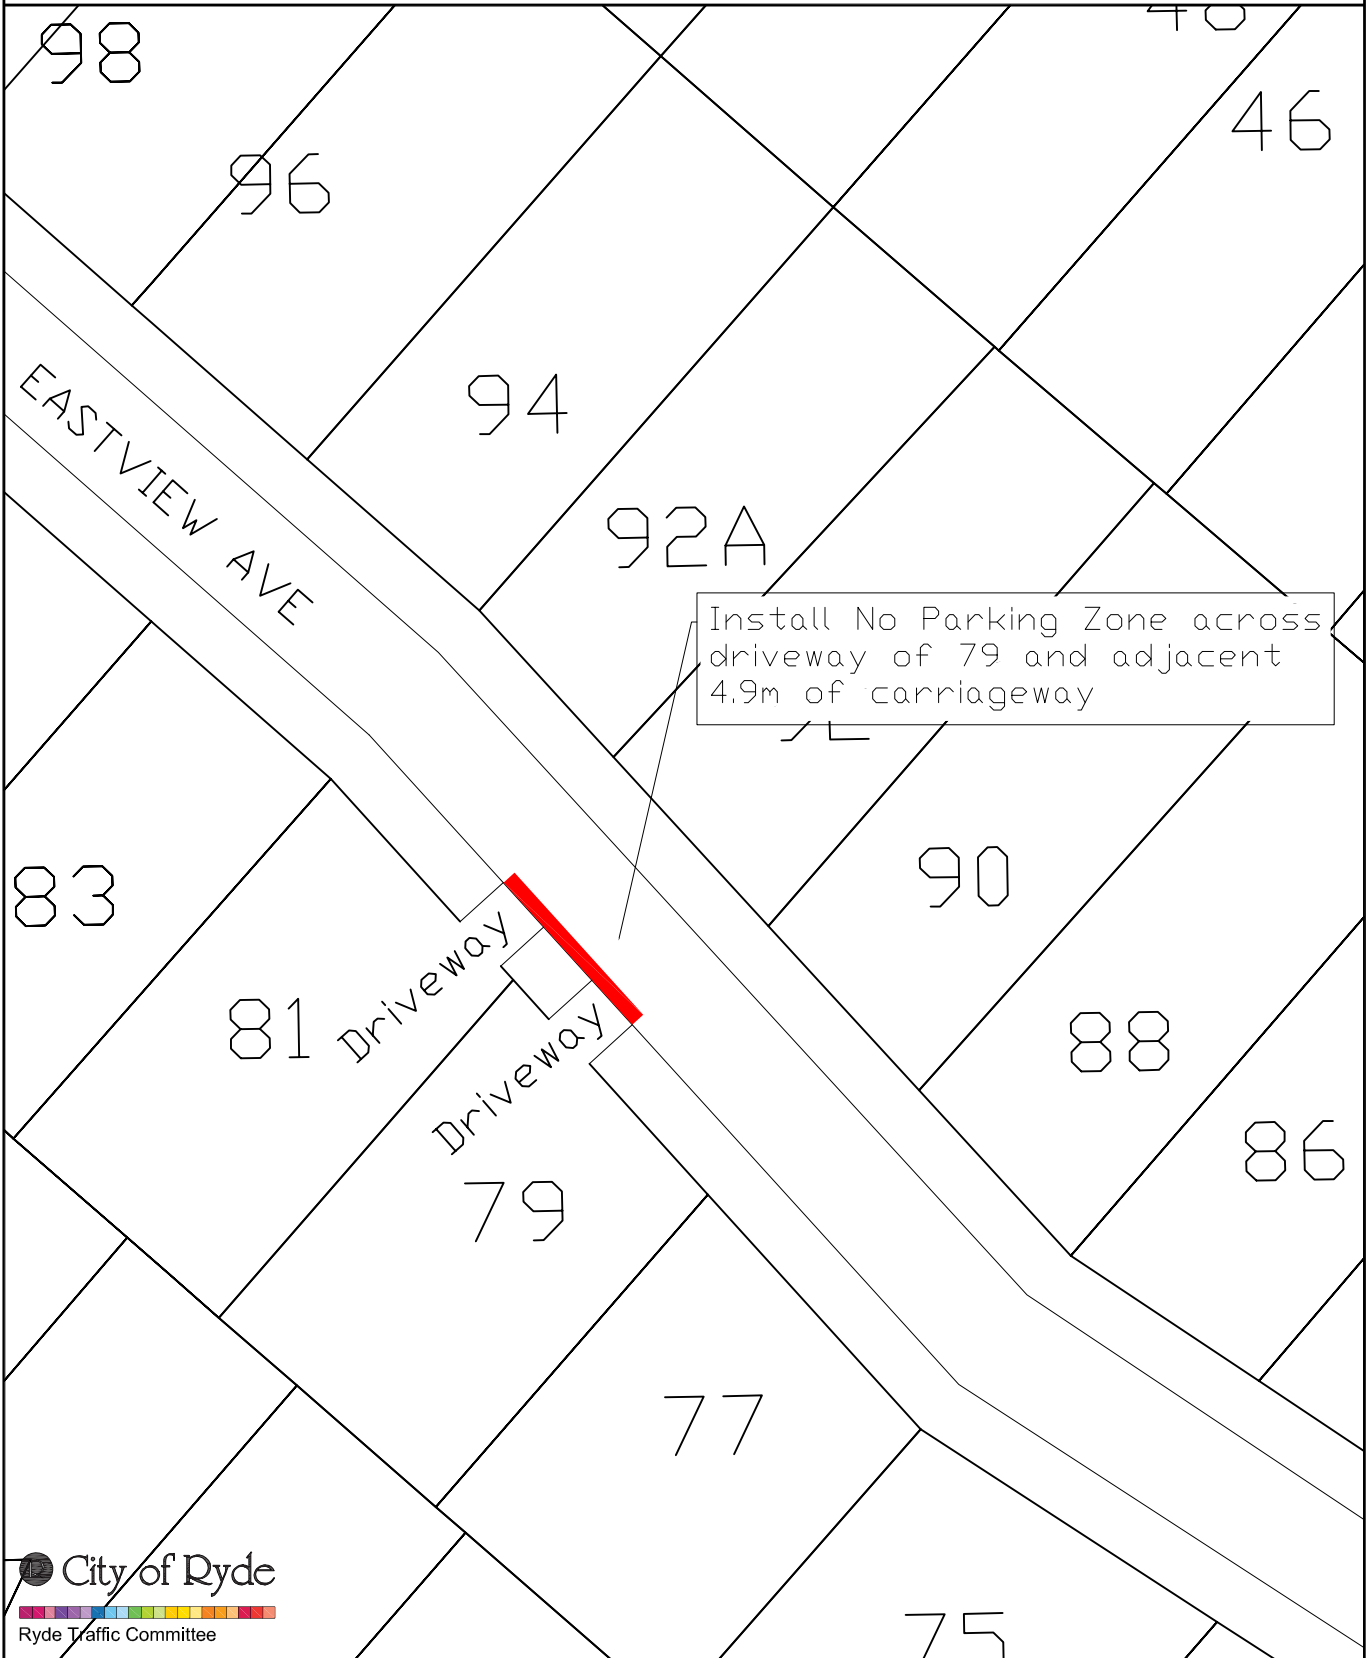 98
96
46
94
EASTVIEW AVE
92A
Install No Parking Zone across
driveway of 79 and adjacent
4.9m of carriageway
90
83
81
Driveway
88
Driveway
86
79
77
City of Ryde
Ryde Traffic Committee
75